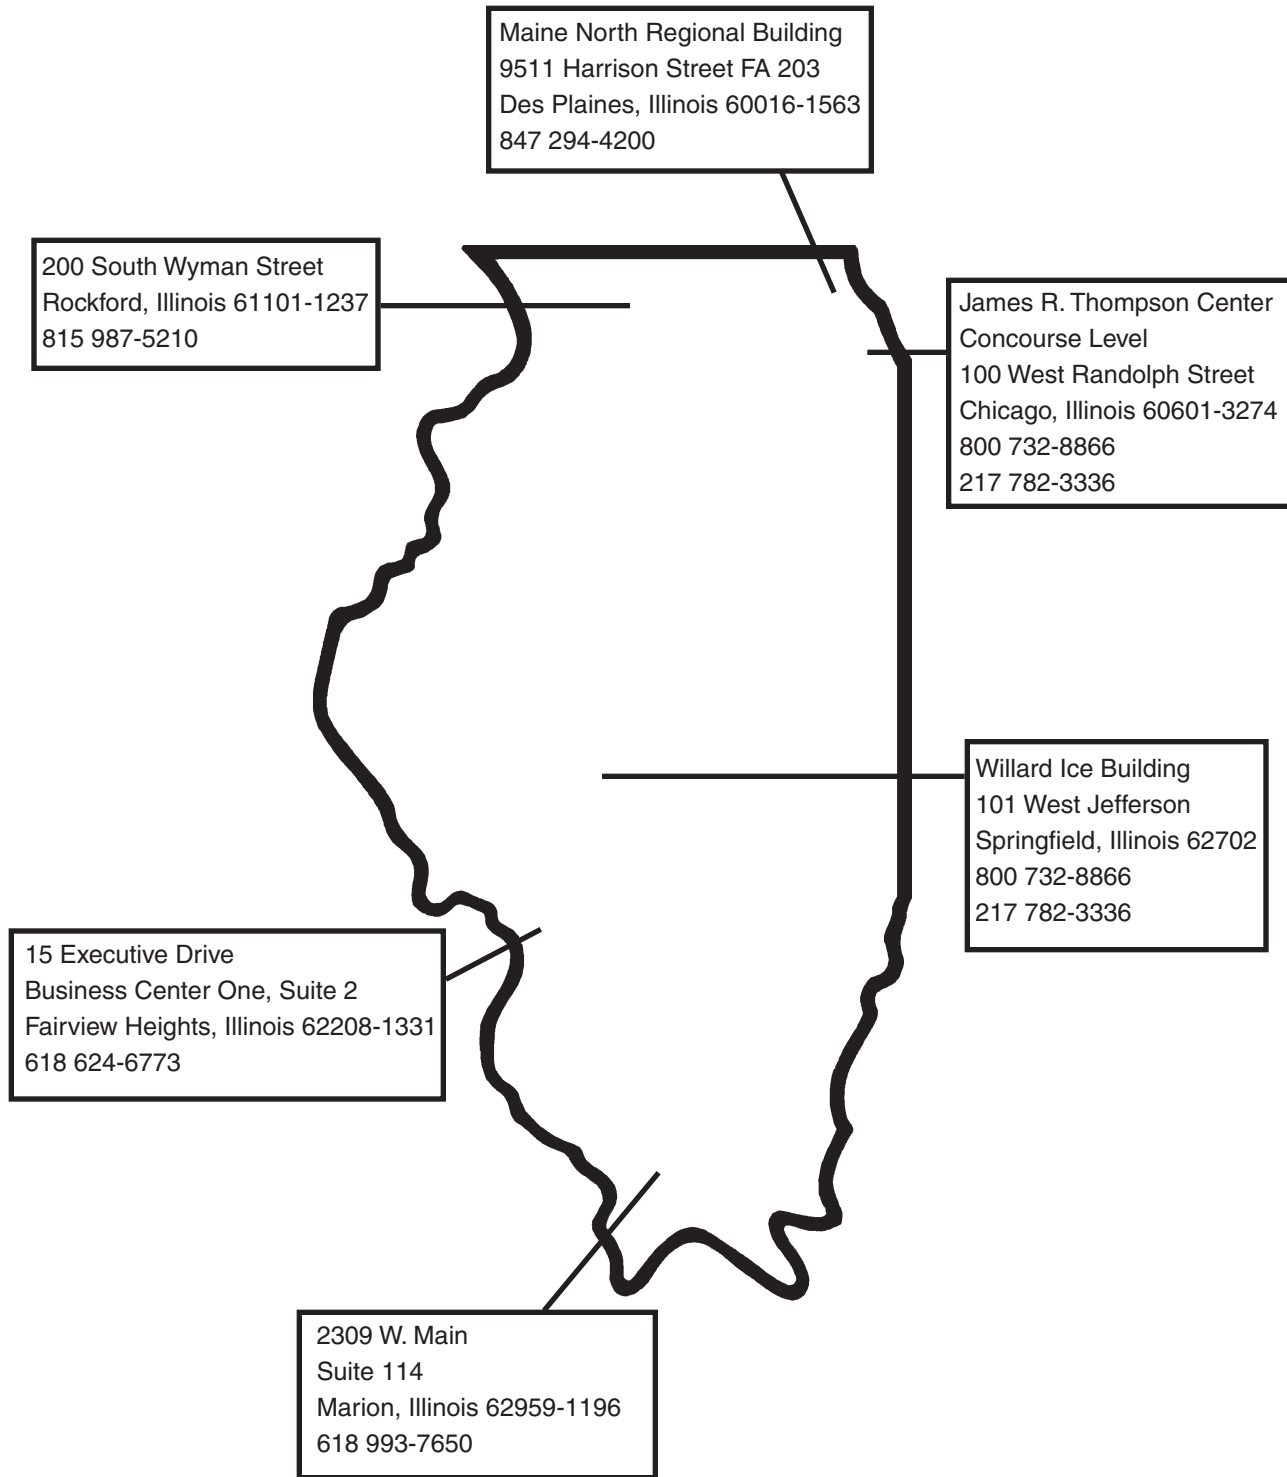 Maine North Regional Building
9511 Harrison Street FA 203
Des Plaines, Illinois 60016-1563
847 294-4200
200 South Wyman Street
Rockford, Illinois 61101-1237
815 987-5210
James R. Thompson Center
Concourse Level
100 West Randolph Street
Chicago, Illinois 60601-3274
800 732-8866
217 782-3336
Willard Ice Building
101 West Jefferson
Springfield, Illinois 62702
800 732-8866
217 782-3336
15 Executive Drive
Business Center One, Suite 2
Fairview Heights, Illinois 62208-1331
618 624-6773
2309 W. Main
Suite 114
Marion, Illinois 62959-1196
618 993-7650